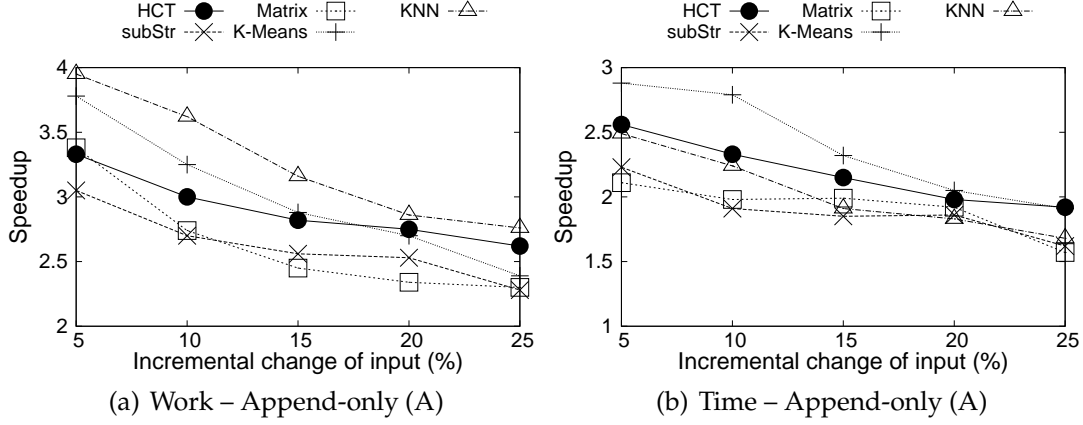 HCT Matrix KNN
subStr K-Means
4
3.5
3
2.5
2
Speedup
5 10 15 20 25
Incremental change of input (%)
(a) Work – Append-only (A)
HCT Matrix KNN
subStr K-Means
3
2.5
2
1.5
1
Speedup
5 10 15 20 25
Incremental change of input (%)
(b) Time – Append-only (A)